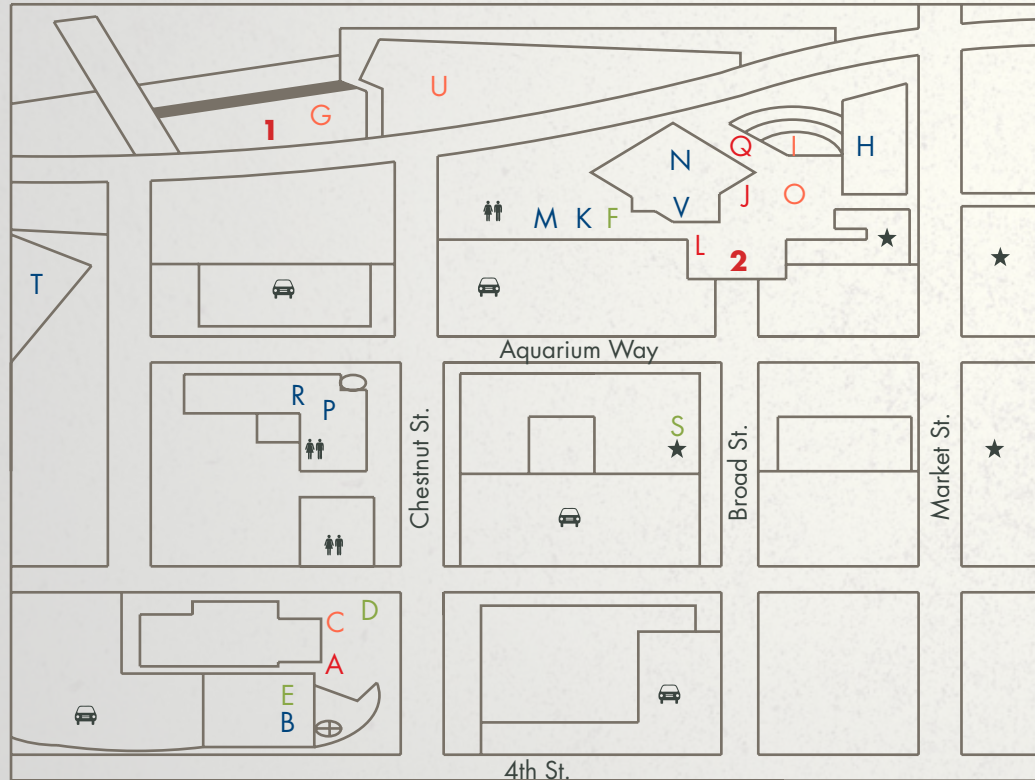 U
G
1
Q
I
H
N
J
O
M
K
F
V
L
2
T
Aquarium Way
R
P
S
Chestnut St.
Broad St.
Market St.
D
C
A
E
B
4th St.